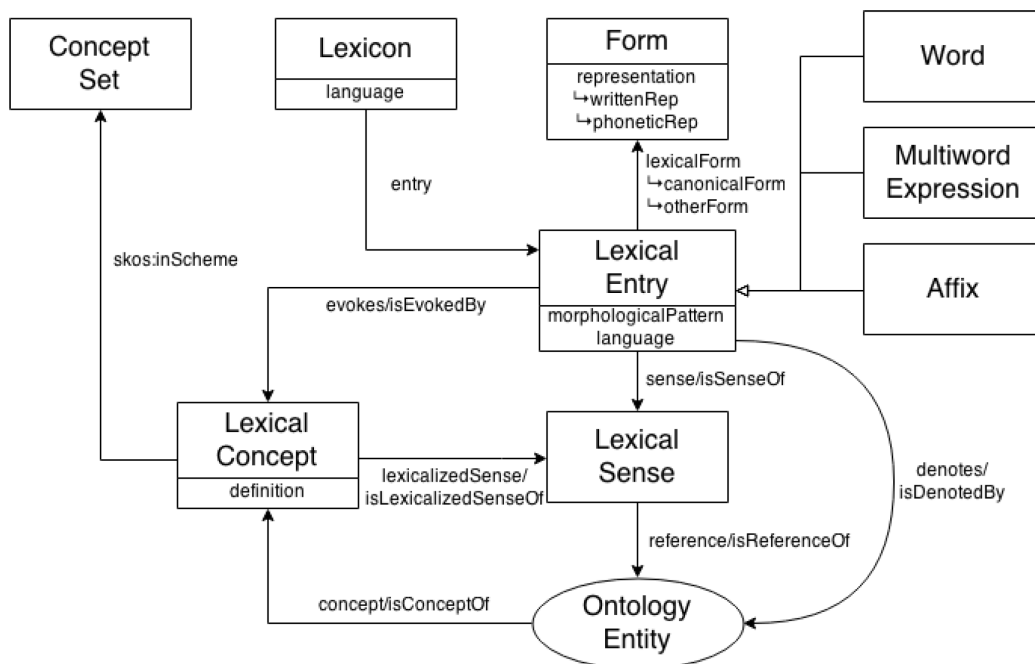 Concept
Set
Lexicon
language
Form
representation
↳writtenRep
↳phoneticRep
Word
Multiword
Expression
Affix
entry
lexicalForm
↳canonicalForm
↳otherForm
skos:inScheme
Lexical
Entry
morphologicalPattern
language
evokes/isEvokedBy
sense/isSenseOf
Lexical
Concept
definition
lexicalizedSense/
isLexicalizedSenseOf
Lexical
Sense
denotes/
isDenotedBy
reference/isReferenceOf
concept/isConceptOf
Ontology
Entity